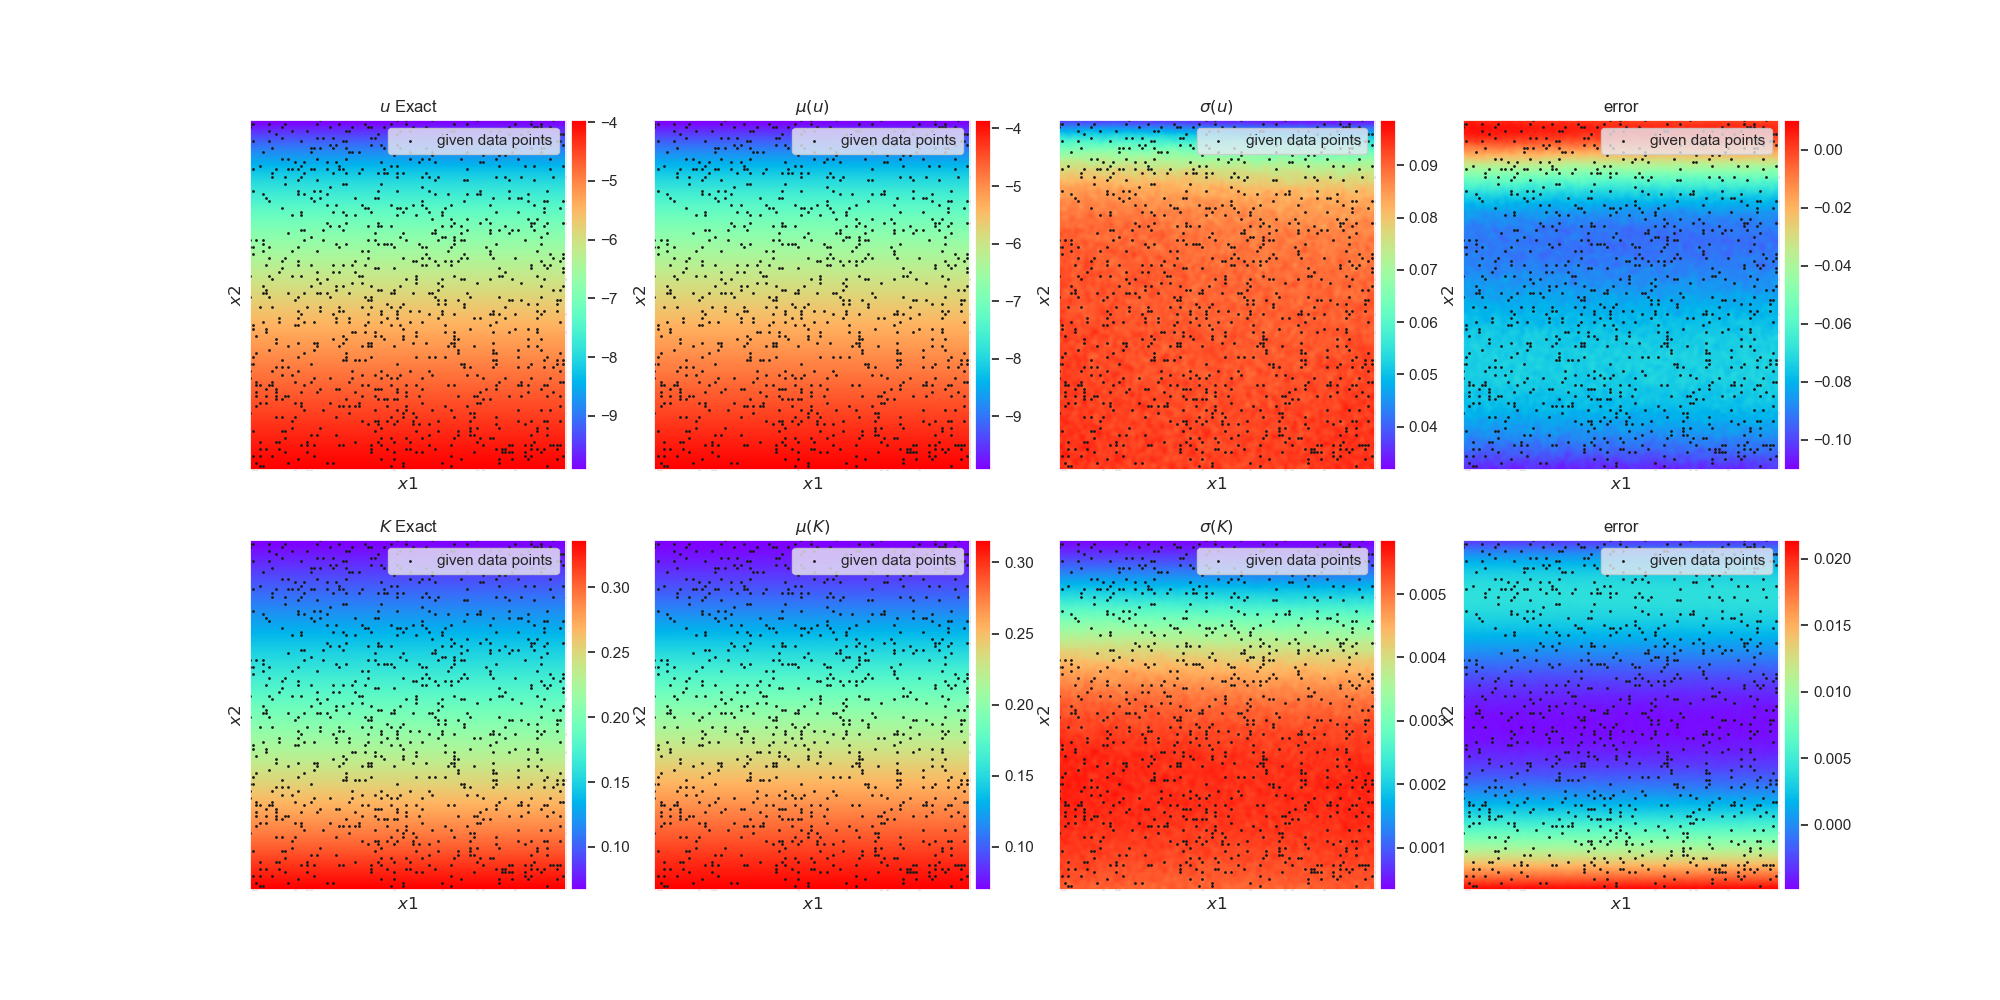 u Exact
given data points
−4
−5
−6
−7
−8
−9
x2
x1
μ(u)
given data points
−4
−5
−6
−7
−8
−9
x2
x1
σ(u)
given data points
0.09
0.08
0.07
0.06
0.05
0.04
x2
x1
error
given data points
0.00
−0.02
−0.04
−0.06
−0.08
−0.10
x2
x1
K Exact
given data points
0.30
0.25
0.20
0.15
0.10
x2
x1
μ(K)
given data points
0.30
0.25
0.20
0.15
0.10
x2
x1
σ(K)
given data points
0.005
0.004
0.003
0.002
0.001
x2
x1
error
given data points
0.020
0.015
0.010
0.005
0.000
x2
x1